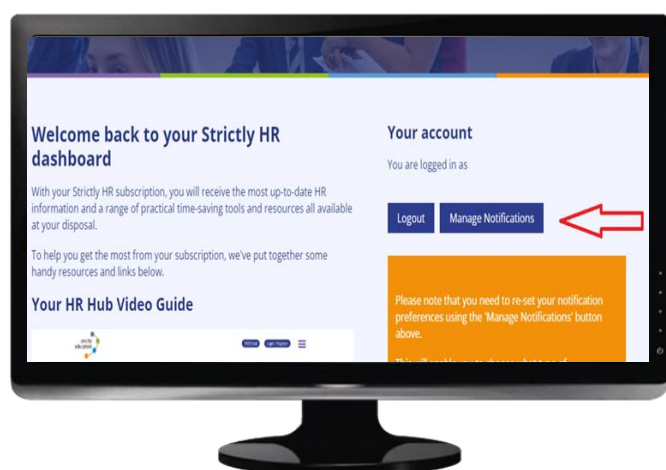 Welcome back to your Strictly HR
dashboard
With your Strictly HR subscription, you will receive the most up-to-date HR
information and a range of practical time-saving tools and resources all available
at your disposal.
To help you get the most from your subscription, we've put together some
handy resources and links below.
Your HR Hub Video Guide
strictly
education
Your account
You are logged in as
Logout Manage Notifications
Please note that you need to re-set your notification
preferences using the 'Manage Notifications' button
above.